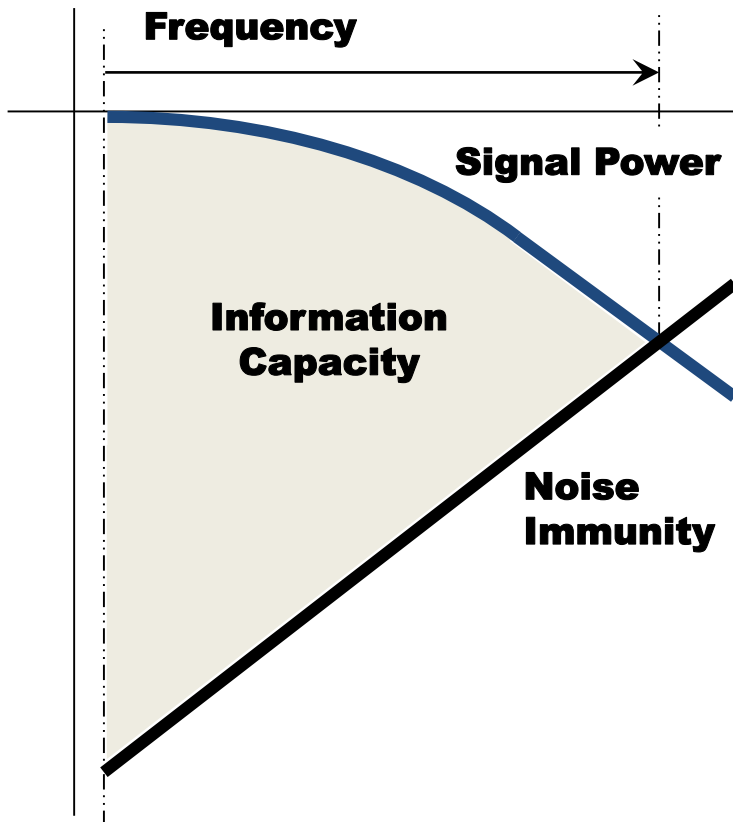 Frequency
Signal Power
Information
Capacity
Noise
Immunity